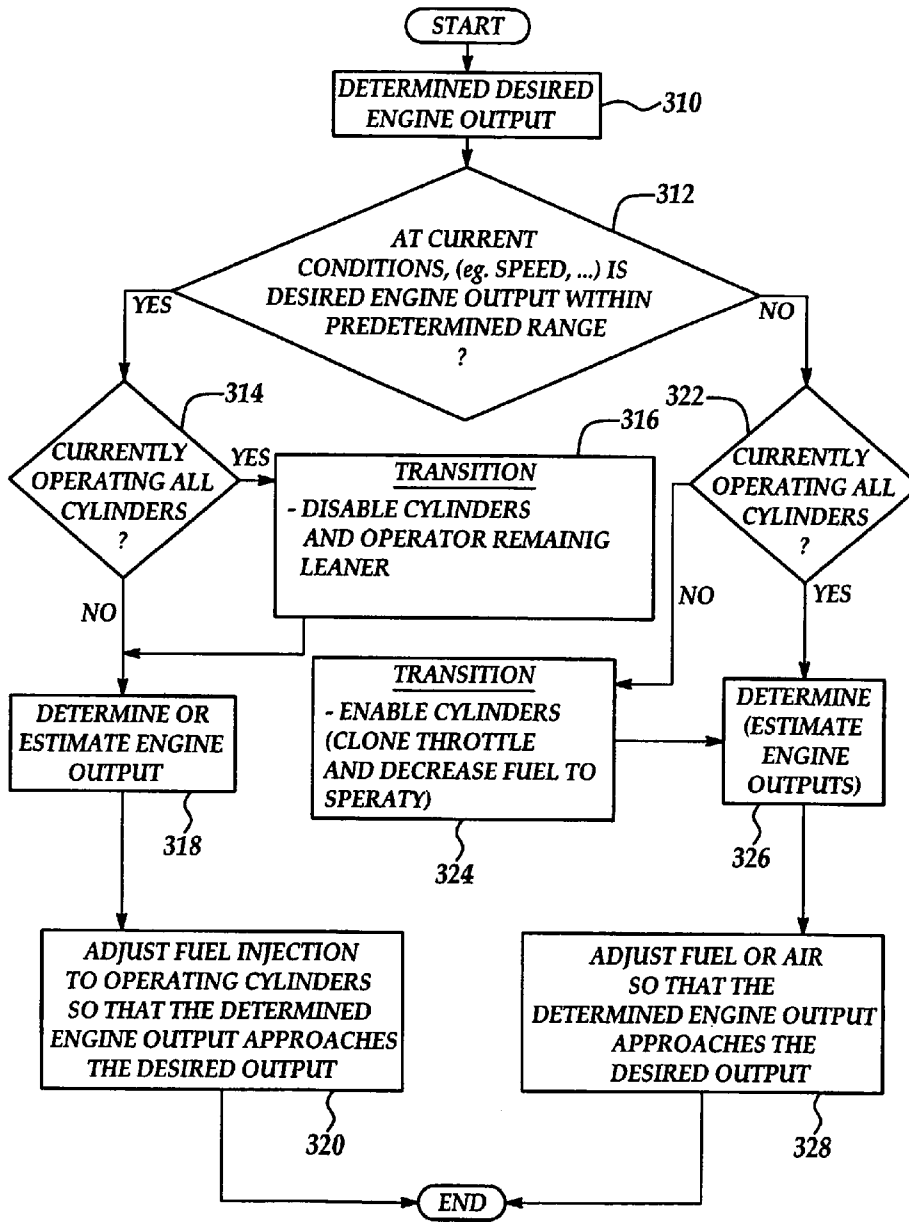 START
DETERMINED DESIRED
ENGINE OUTPUT
310
312
AT CURRENT
CONDITIONS, (eg. SPEED, ...) IS
DESIRED ENGINE OUTPUT WITHIN
PREDETERMINED RANGE
?
YES
NO
314
CURRENTLY
OPERATING ALL
CYLINDERS
?
YES
NO
316
TRANSITION
- DISABLE CYLINDERS
AND OPERATOR REMAINIG
LEANER
322
CURRENTLY
OPERATING ALL
CYLINDERS
?
NO
YES
DETERMINE OR
ESTIMATE ENGINE
OUTPUT
318
TRANSITION
- ENABLE CYLINDERS
(CLONE THROTTLE
AND DECREASE FUEL TO
SPERATY)
324
DETERMINE
(ESTIMATE
ENGINE
OUTPUTS)
326
ADJUST FUEL INJECTION
TO OPERATING CYLINDERS
SO THAT THE DETERMINED
ENGINE OUTPUT APPROACHES
THE DESIRED OUTPUT
320
ADJUST FUEL OR AIR
SO THAT THE
DETERMINED ENGINE OUTPUT
APPROACHES THE
DESIRED OUTPUT
328
END